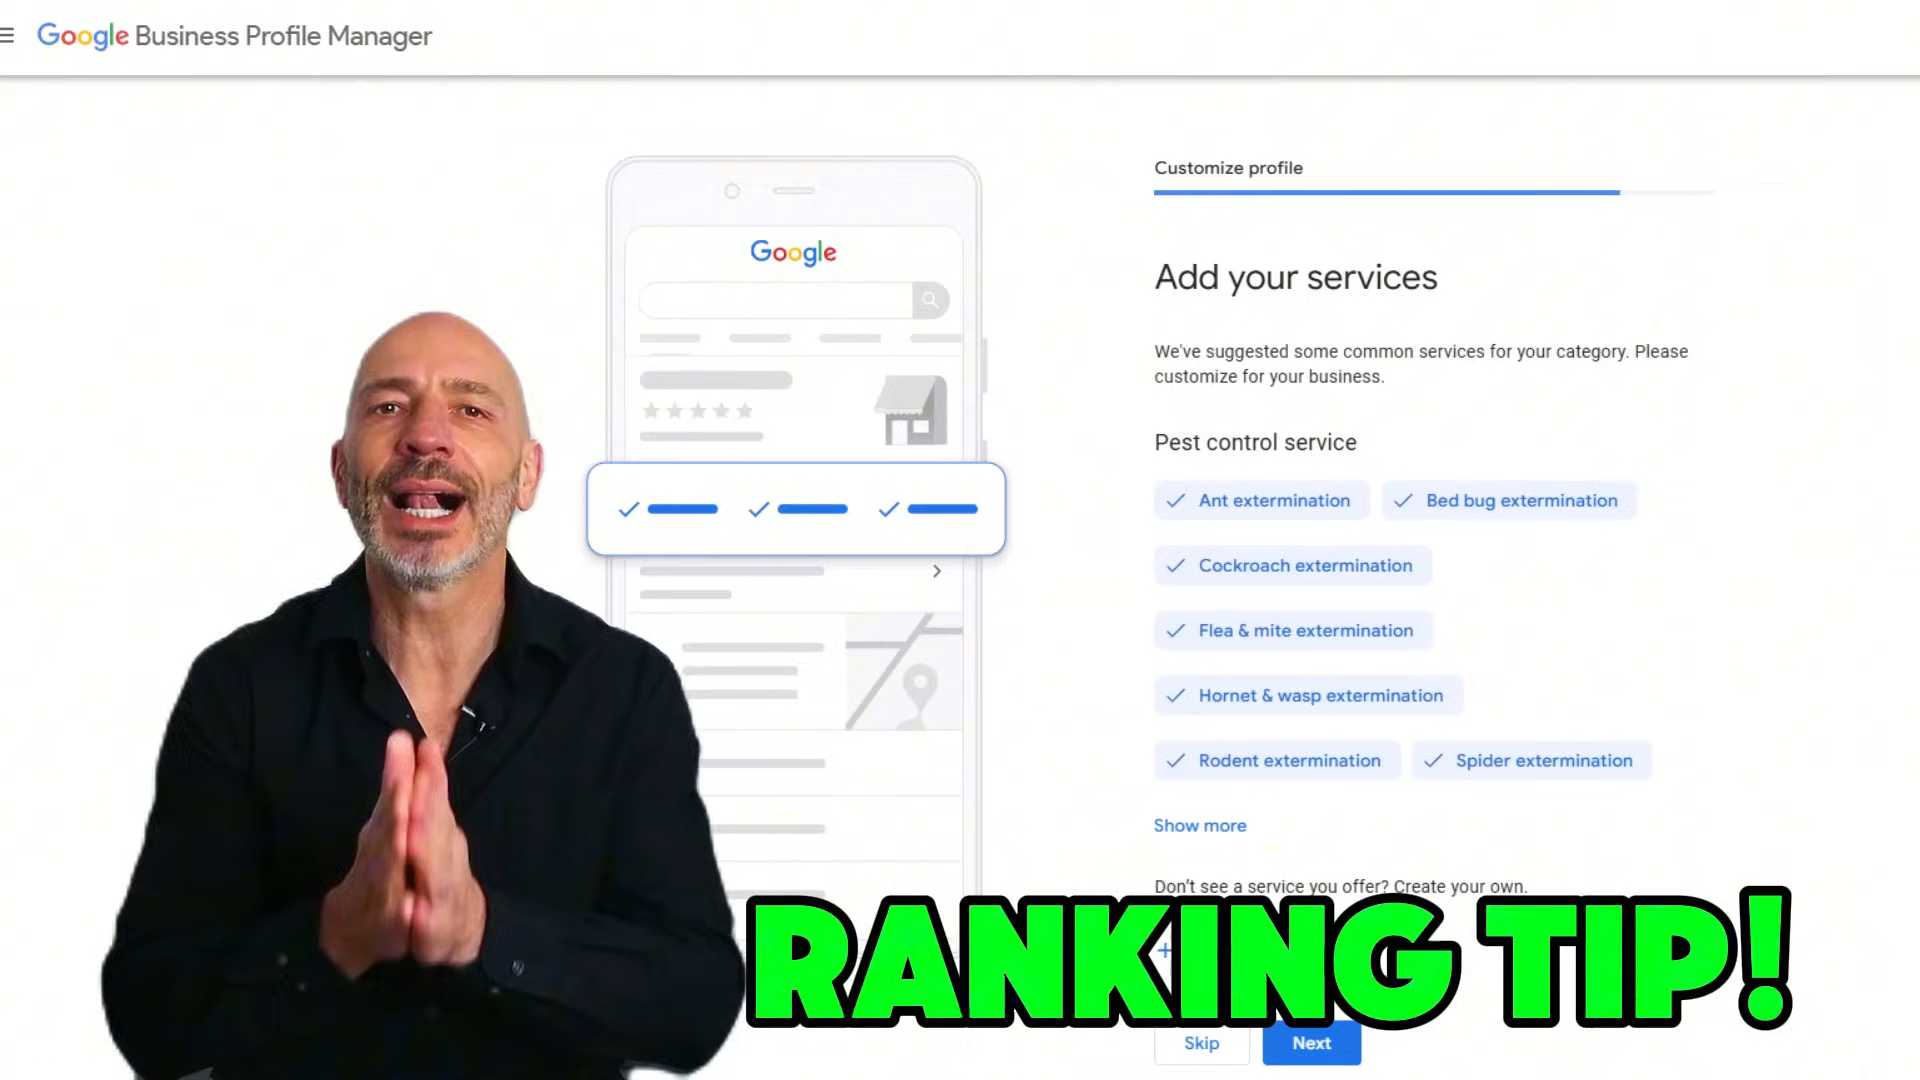 Google Business Profile Manager
Customize profile
Google
Add your services
We've suggested some common services for your category. Please
customize for your business.
Pest control service
Ant extermination
Bed bug extermination
Cockroach extermination
Flea & mite extermination
Hornet & wasp extermination
Rodent extermination
Spider extermination
Show more
Don't see a service you offer? Create your own.
RANKING TIP!
Skip
Next